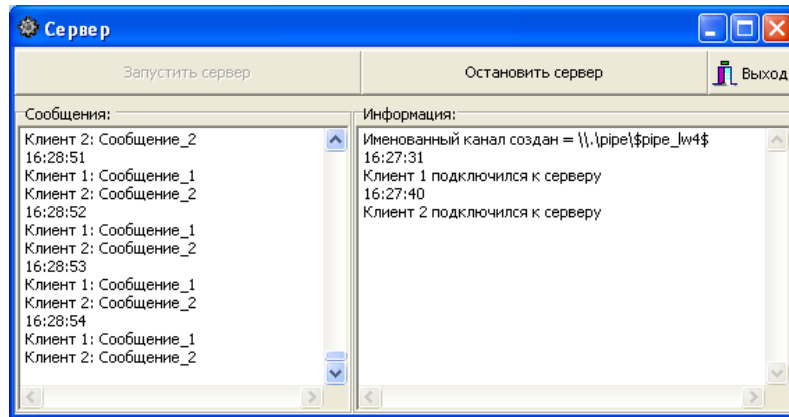 Сервер
Запустить сервер
Остановить сервер
Выход
Сообщения:
Клиент 2: Сообщение_2
16:28:51
Клиент 1: Сообщение_1
Клиент 2: Сообщение_2
16:28:52
Клиент 1: Сообщение_1
Клиент 2: Сообщение_2
16:28:53
Клиент 1: Сообщение_1
Клиент 2: Сообщение_2
16:28:54
Клиент 1: Сообщение_1
Клиент 2: Сообщение_2
Информация:
Именованный канал создан = \\.\pipe\$pipe_lw4$
16:27:31
Клиент 1 подключился к серверу
16:27:40
Клиент 2 подключился к серверу